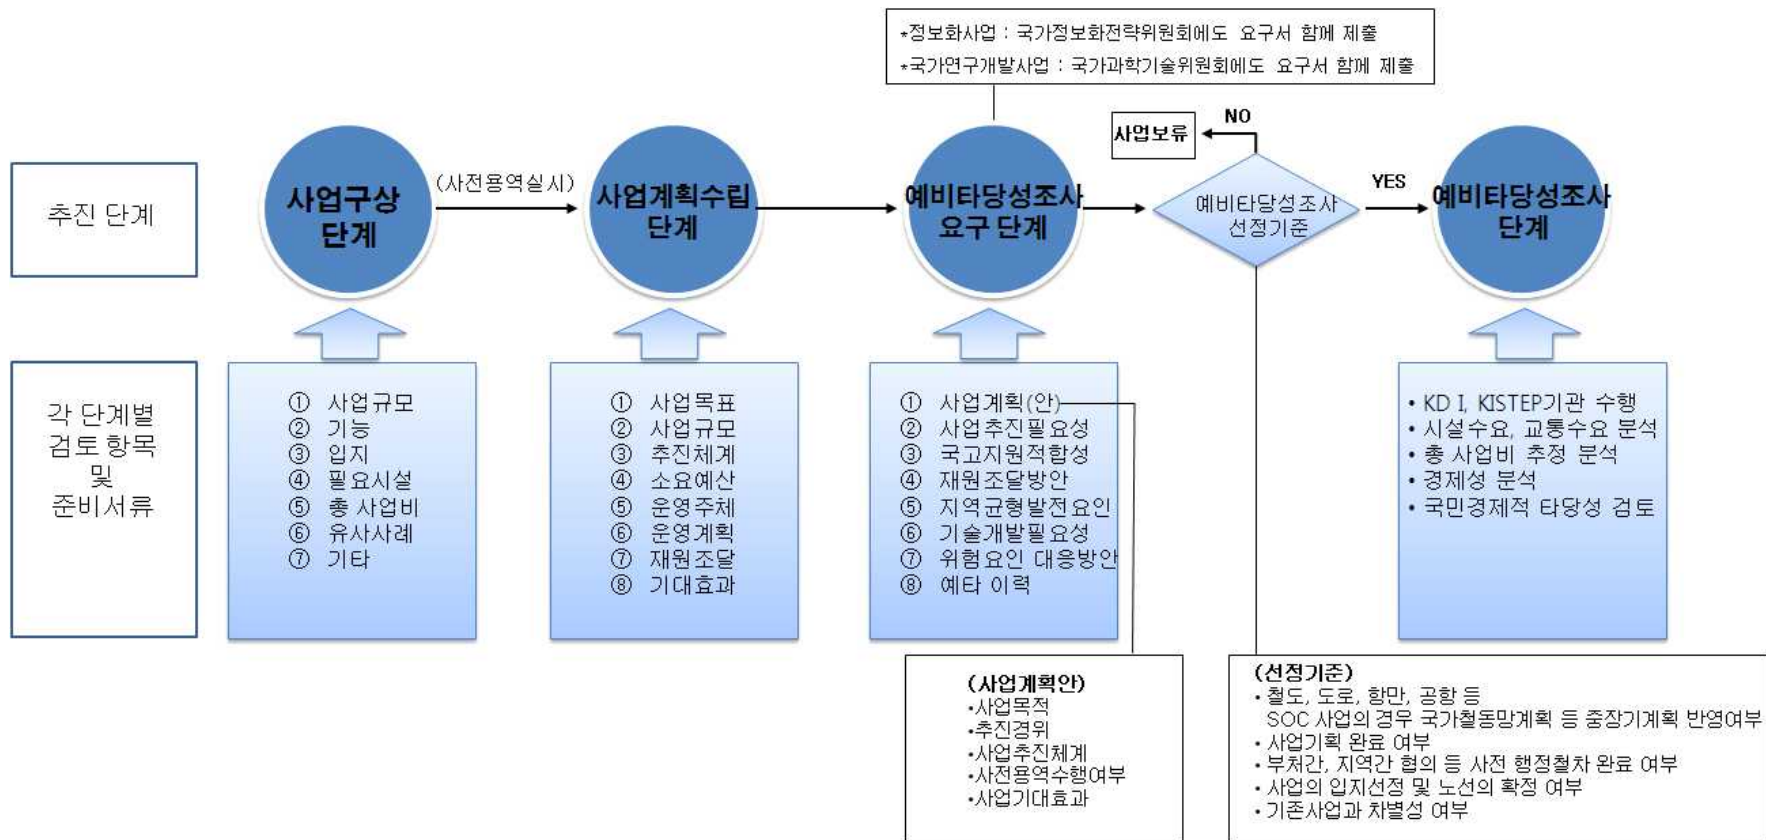 *정보화사업 : 국가정보화전략위원회에도 요구서 함께 제출
*국가연구개발사업 : 국가과학기술위원회에도 요구서 함께 제출
추진 단계
사업구상
단계
(사전용역실시)
사업계획수립
단계
예비타당성조사
요구 단계
사업보류
NO
예비타당성조사
선정기준
YES
예비타당성조사
단계
각 단계별
검토 항목
및
준비서류
① 사업규모
② 기능
③ 입지
④ 필요시설
⑤ 총 사업비
⑥ 유사사례
⑦ 기타
① 사업목표
② 사업규모
③ 추진체계
④ 소요예산
⑤ 운영주체
⑥ 운영계획
⑦ 재원조달
⑧ 기대효과
① 사업계획(안)
② 사업추진필요성
③ 국고지원적합성
④ 재원조달방안
⑤ 지역균형발전요인
⑥ 기술개발필요성
⑦ 위험요인 대응방안
⑧ 예타 이력
• KD I, KISTEP기관 수행
• 시설수요, 교통수요 분석
• 총 사업비 추정 분석
• 경제성 분석
• 국민경제적 타당성 검토
(사업계획안)
•사업목적
•추진경위
•사업추진체계
•사전용역수행여부
•사업기대효과
(선정기준)
• 철도, 도로, 항만, 공항 등
SOC 사업의 경우 국가철동망계획 등 중장기계획 반영여부
• 사업기획 완료 여부
• 부처간, 지역간 협의 등 사전 행정철차 완료 여부
• 사업의 입지선정 및 노선의 확정 여부
• 기존사업과 차별성 여부